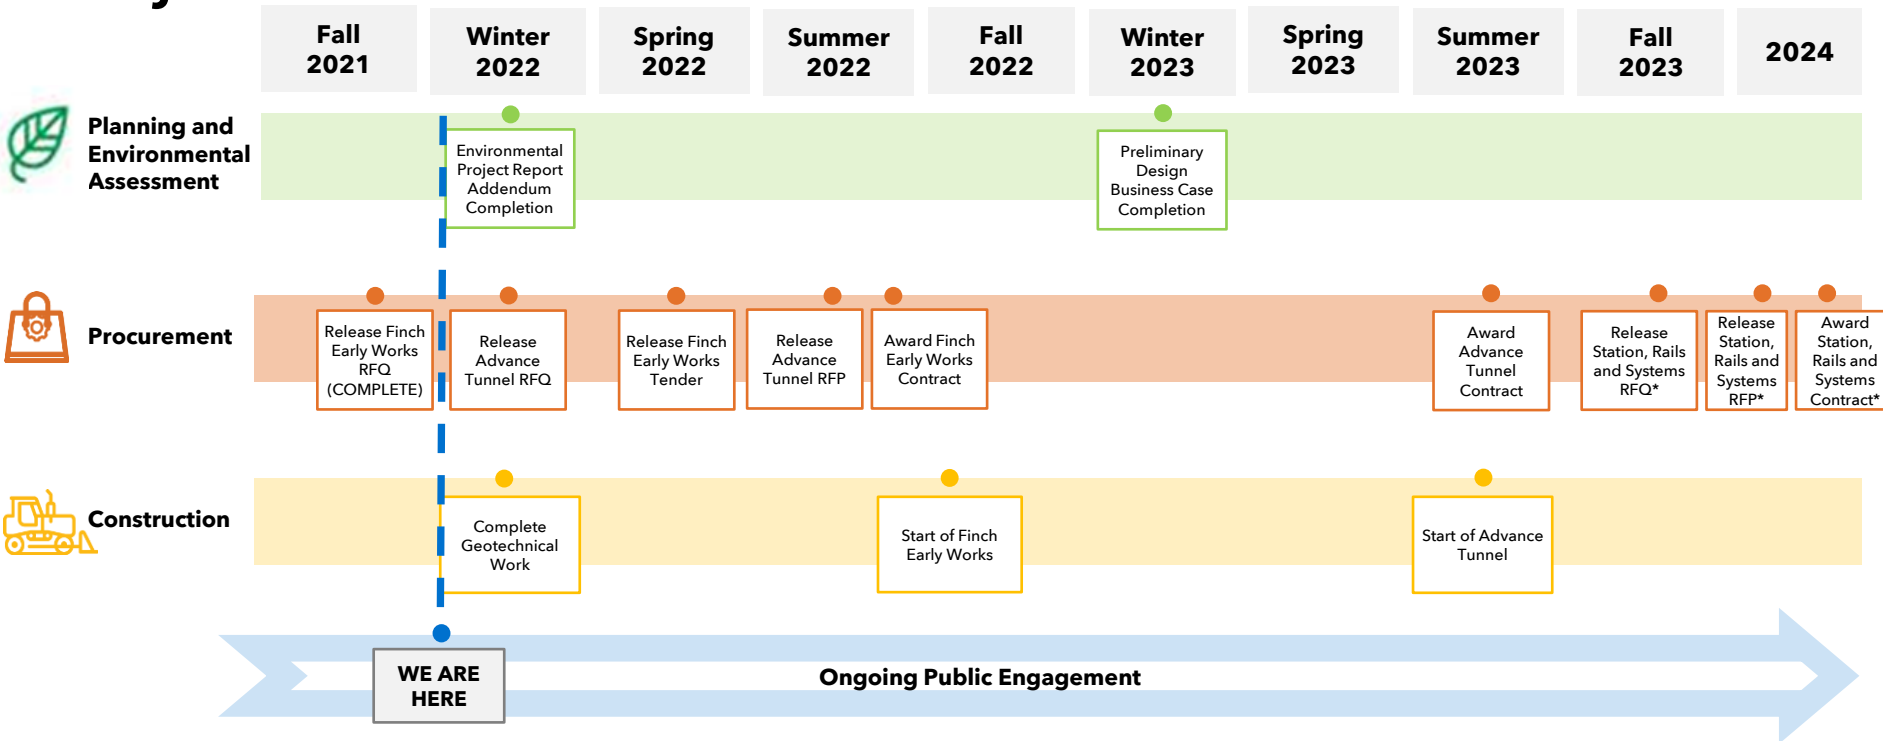 Fall
2021
Winter
2022
Spring
2022
Summer
2022
Fall
2022
Winter
2023
Spring
2023
Summer
2023
Fall
2023
2024
Planning and
Environmental
Assessment
Environmental
Project Report
Addendum
Completion
Preliminary
Design
Business Case
Completion
Procurement
Release Finch
Early Works
RFQ
(COMPLETE)
Release
Advance
Tunnel RFQ
Release Finch
Early Works
Tender
Release
Advance
Tunnel RFP
Award Finch
Early Works
Contract
Award
Advance
Tunnel
Contract
Release
Station, Rails
and Systems
RFQ*
Release
Station,
Rails and
Systems
RFP*
Award
Station,
Rails and
Systems
Contract*
Construction
Complete
Geotechnical
Work
Start of Finch
Early Works
Start of Advance
Tunnel
WE ARE
HERE
Ongoing Public Engagement